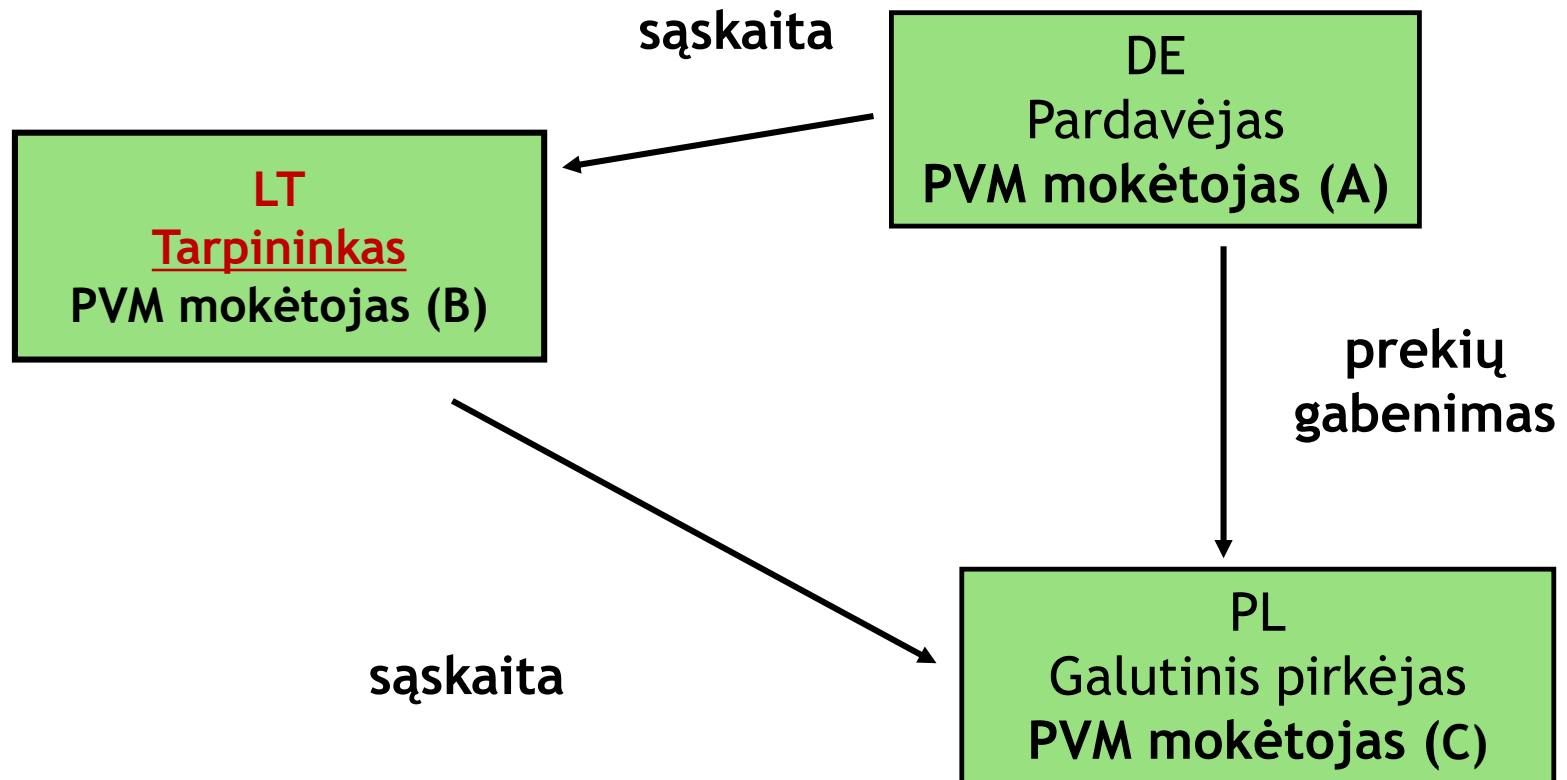 sąskaita
DE
Pardavėjas
PVM mokėtojas (A)
LT
Tarpininkas
PVM mokėtojas (B)
prekių
gabenimas
sąskaita
PL
Galutinis pirkėjas
PVM mokėtojas (C)